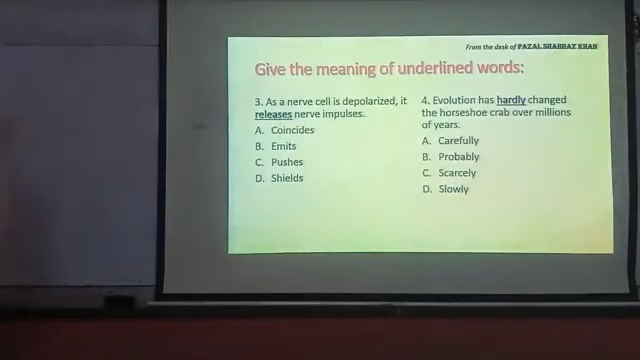 From the desk of FAZAL SHAHBAZ KHAN
Give the meaning of underlined words:
3. As a nerve cell is depolarized, it
releases nerve impulses.
A. Coincides
B. Emits
C. Pushes
D. Shields
4. Evolution has hardly changed
the horseshoe crab over millions
of years.
A. Carefully
B. Probably
C. Scarcely
D. Slowly